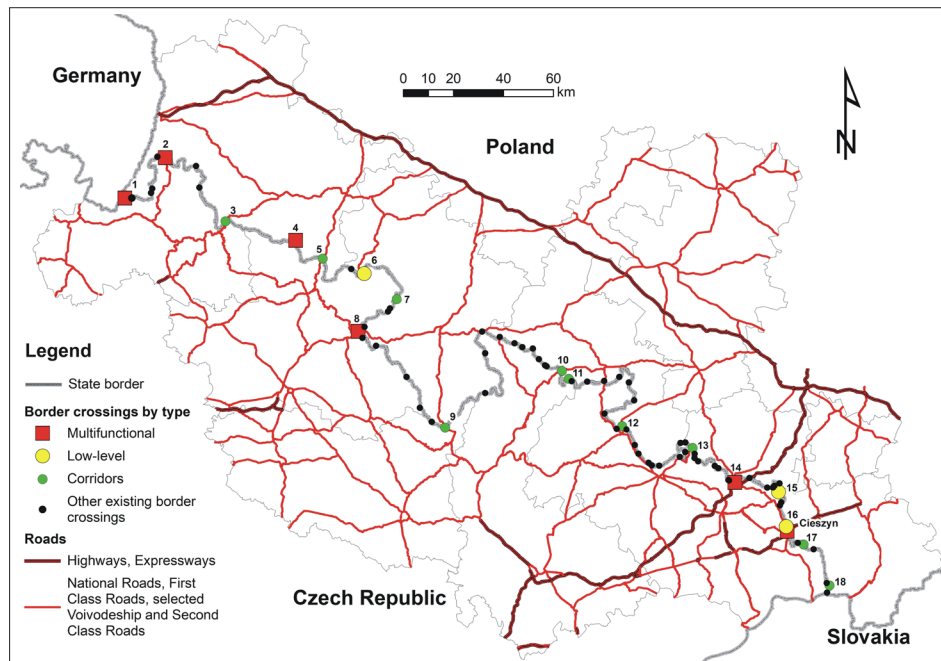 Germany
0 10 20 40 60
km
Poland
N
1
2
3
4
5
6
7
8
9
10
11
12
13
14
15
16
Cieszyn
17
18
Czech Republic
Slovakia
Legend
State border
Border crossings by type
Multifunctional
Low-level
Corridors
Other existing border
crossings
Roads
Highways, Expressways
National Roads, First
Class Roads, selected
Voivodeship and Second
Class Roads